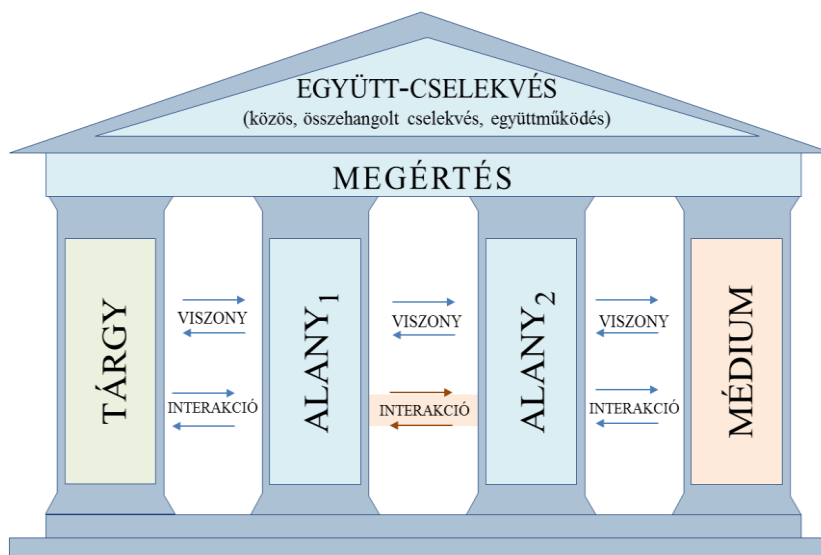 EGYÜTT-CSELEKVÉS
(közös, összehangolt cselekvés, együttműködés)
MEGÉRTÉS
TÁRGY
VISZONY
INTERAKCIÓ
ALANY1
VISZONY
INTERAKCIÓ
ALANY2
VISZONY
INTERAKCIÓ
MÉDIUM